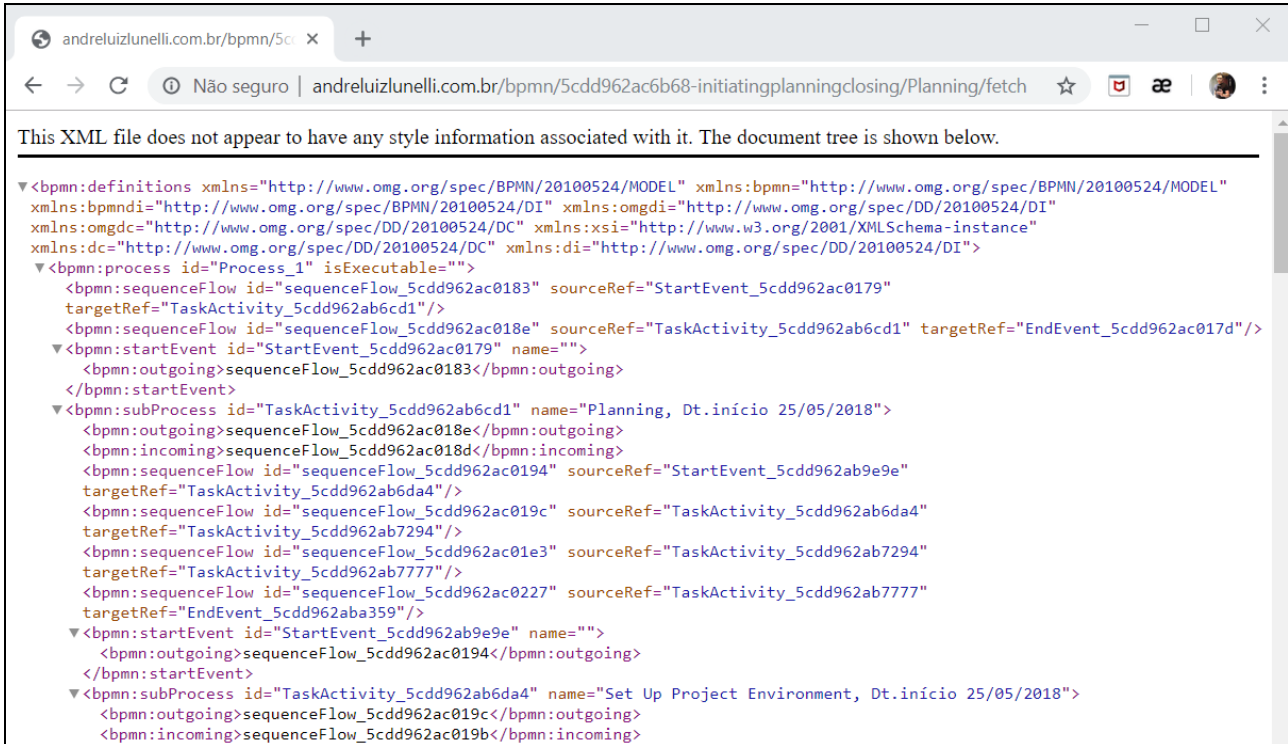 andreluizlunelli.com.br/bpmn/5c
Não seguro | andreluizlunelli.com.br/bpmn/5cdd962ac6b68-initiatingplanningclosing/Planning/fetch
This XML file does not appear to have any style information associated with it. The document tree is shown below.
▼<bpmn:definitions xmlns="http://www.omg.org/spec/BPMN/20100524/MODEL" xmlns:bpmn="http://www.omg.org/spec/BPMN/20100524/MODEL"
xmlns:bpmndi="http://www.omg.org/spec/BPMN/20100524/DI" xmlns:omgdi="http://www.omg.org/spec/DD/20100524/DI"
xmlns:omgdc="http://www.omg.org/spec/DD/20100524/DC" xmlns:xsi="http://www.w3.org/2001/XMLSchema-instance"
xmlns:dc="http://www.omg.org/spec/DD/20100524/DC" xmlns:di="http://www.omg.org/spec/DD/20100524/DI">
▼<bpmn:process id="Process_1" isExecutable="">
<bpmn:sequenceFlow id="sequenceFlow_5cdd962ac0183" sourceRef="StartEvent_5cdd962ac0179"
targetRef="TaskActivity_5cdd962ab6cd1"/>
<bpmn:sequenceFlow id="sequenceFlow_5cdd962ac018e" sourceRef="TaskActivity_5cdd962ab6cd1" targetRef="EndEvent_5cdd962ac017d"/>
▼<bpmn:startEvent id="StartEvent_5cdd962ac0179" name="">
<bpmn:outgoing>sequenceFlow_5cdd962ac0183</bpmn:outgoing>
</bpmn:startEvent>
▼<bpmn:subProcess id="TaskActivity_5cdd962ab6cd1" name="Planning, Dt.início 25/05/2018">
<bpmn:outgoing>sequenceFlow_5cdd962ac018e</bpmn:outgoing>
<bpmn:incoming>sequenceFlow_5cdd962ac018d</bpmn:incoming>
<bpmn:sequenceFlow id="sequenceFlow_5cdd962ac0194" sourceRef="StartEvent_5cdd962ab9e9e"
targetRef="TaskActivity_5cdd962ab6da4"/>
<bpmn:sequenceFlow id="sequenceFlow_5cdd962ac019c" sourceRef="TaskActivity_5cdd962ab6da4"
targetRef="TaskActivity_5cdd962ab7294"/>
<bpmn:sequenceFlow id="sequenceFlow_5cdd962ac01e3" sourceRef="TaskActivity_5cdd962ab7294"
targetRef="TaskActivity_5cdd962ab7777"/>
<bpmn:sequenceFlow id="sequenceFlow_5cdd962ac0227" sourceRef="TaskActivity_5cdd962ab7777"
targetRef="EndEvent_5cdd962aba359"/>
▼<bpmn:startEvent id="StartEvent_5cdd962ab9e9e" name="">
<bpmn:outgoing>sequenceFlow_5cdd962ac0194</bpmn:outgoing>
</bpmn:startEvent>
▼<bpmn:subProcess id="TaskActivity_5cdd962ab6da4" name="Set Up Project Environment, Dt.início 25/05/2018">
<bpmn:outgoing>sequenceFlow_5cdd962ac019c</bpmn:outgoing>
<bpmn:incoming>sequenceFlow_5cdd962ac019b</bpmn:incoming>